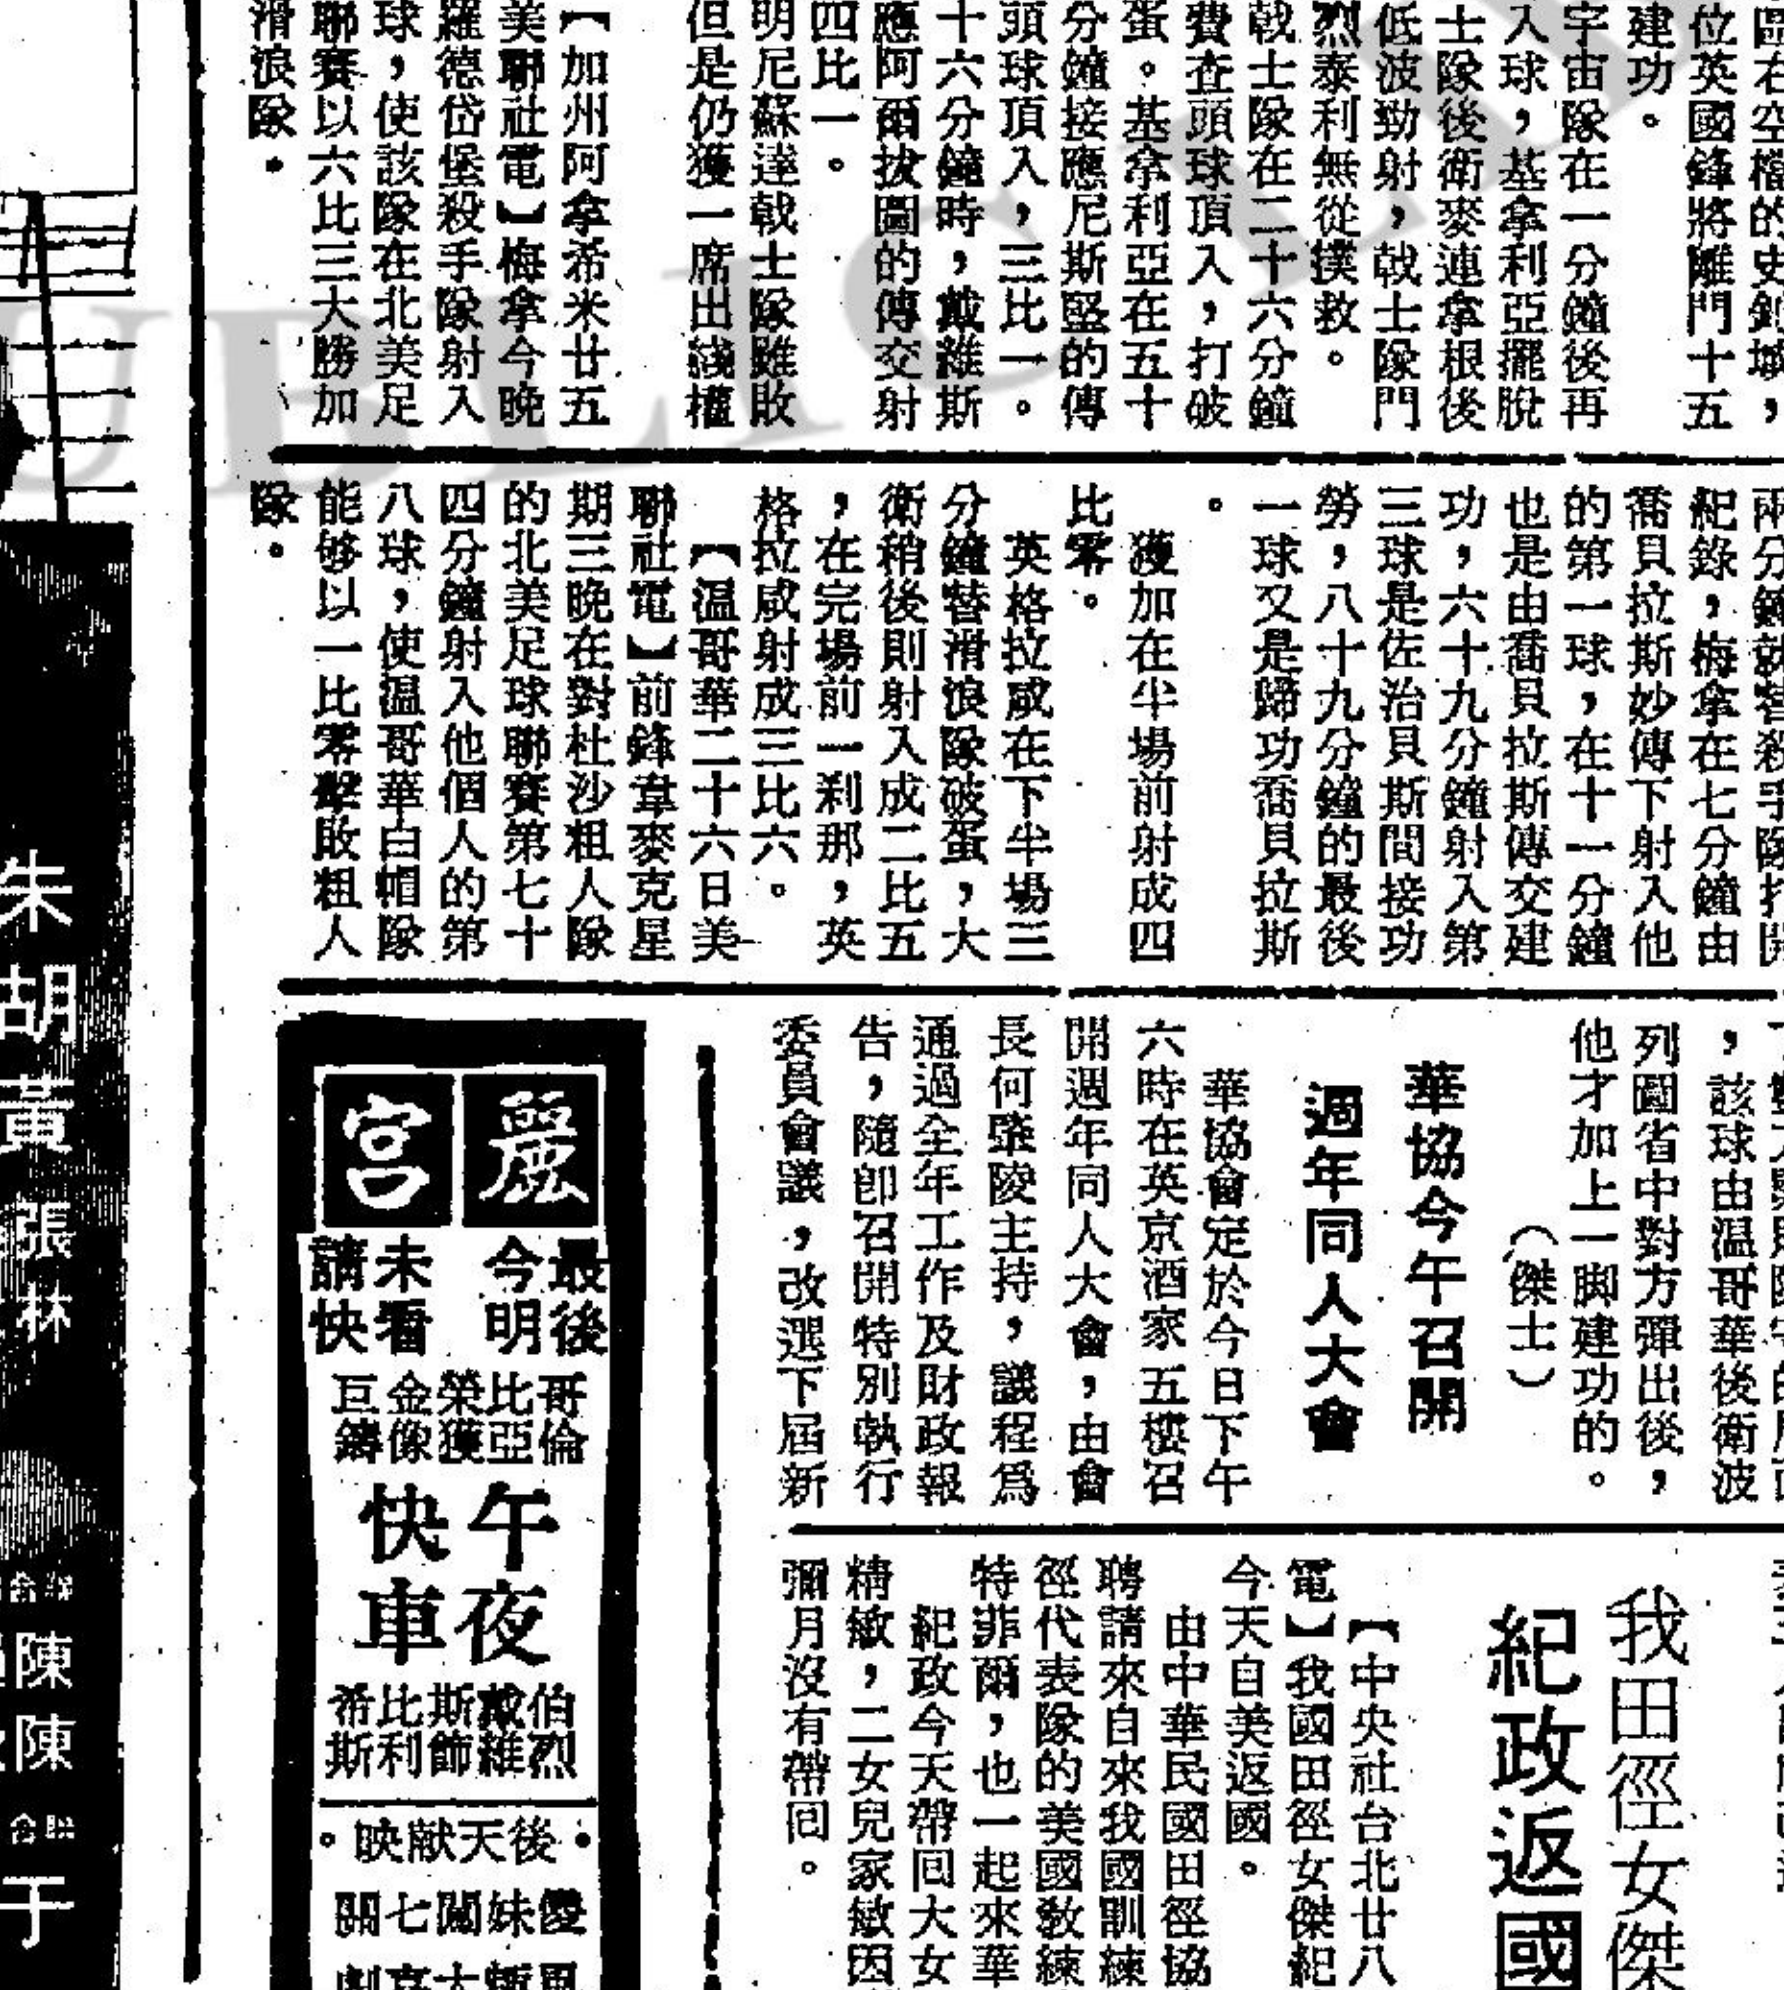 位英國鋒將離門十五
建功。
宇宙隊在一分鐘後再
入球，基拿利亞擺脫
士隊後衛麥連拿根後
低波勁射，戟士隊門
烈泰利無從撲救。
戟士隊在二十六分鐘
費查頭球頂入，打破
蛋。基拿利亞在五十
分鐘接應尼斯堅的傳
頭球頂入，三比一。
十六分鐘時，戴維斯
應阿爾拔圖的傳交射
四比一。
明尼蘇達戟士隊雖敗
但是仍獲一席出綫權
【加州阿拿希米廿五
美聯社電】梅拿今晚
羅德岱堡殺手隊射入
球，使該隊在北美足
聯賽以六比三大勝加
滑浪隊。
紀錄，梅拿在七分鐘由
喬貝拉斯妙傳下射入他
的第一球，在十一分鐘
也是由喬貝拉斯傳交建
功，六十九分鐘射入第
三球是佐治貝斯間接功
勞，八十九分鐘的最後
一球又是歸功喬貝拉斯
。
獲加在半場前射成四
比零。
英格拉咸在下半場三
分鐘替滑浪隊破蛋，大
衛稍後則射入成二比五
，在完場前一刹那，英
格拉咸射成三比六。
【温哥華二十六日美
聯社電】前鋒韋麥克星
期三晚在對杜沙粗人隊
的北美足球聯賽第七十
四分鐘射入他個人的第
八球，使温哥華白帽隊
能够以一比零擊敗粗人
隊。
，該球由温哥華後衛波
列圖省中對方彈出後，
他才加上一脚建功的。
（傑士）
華協今午召開
週年同人大會
華協會定於今日下午
六時在英京酒家五樓召
開週年同人大會，由會
長何肇陵主持，議程爲
通過全年工作及財政報
告，隨卽召開特別執行
委員會議，改選下屆新
我田徑女傑
紀政返國
【中央社台北廿八
電】我國田徑女傑紀
今天自美返國。
由中華民國田徑協
聘請來自來我國訓練
徑代表隊的美國教練
特菲爾，也一起來華
紀政今天帶回大女
精敏，二女兒家敏因
彌月沒有帶回。
麗宮
最後
今明
未看
請快
哥倫
比亞
榮獲
金像
巨鑄
午夜
快車
伯烈
戴維
斯飾
比利
希斯
·後天献映·
雙妹鬧七關
朱
胡
黃
張
林
陳
陳
于